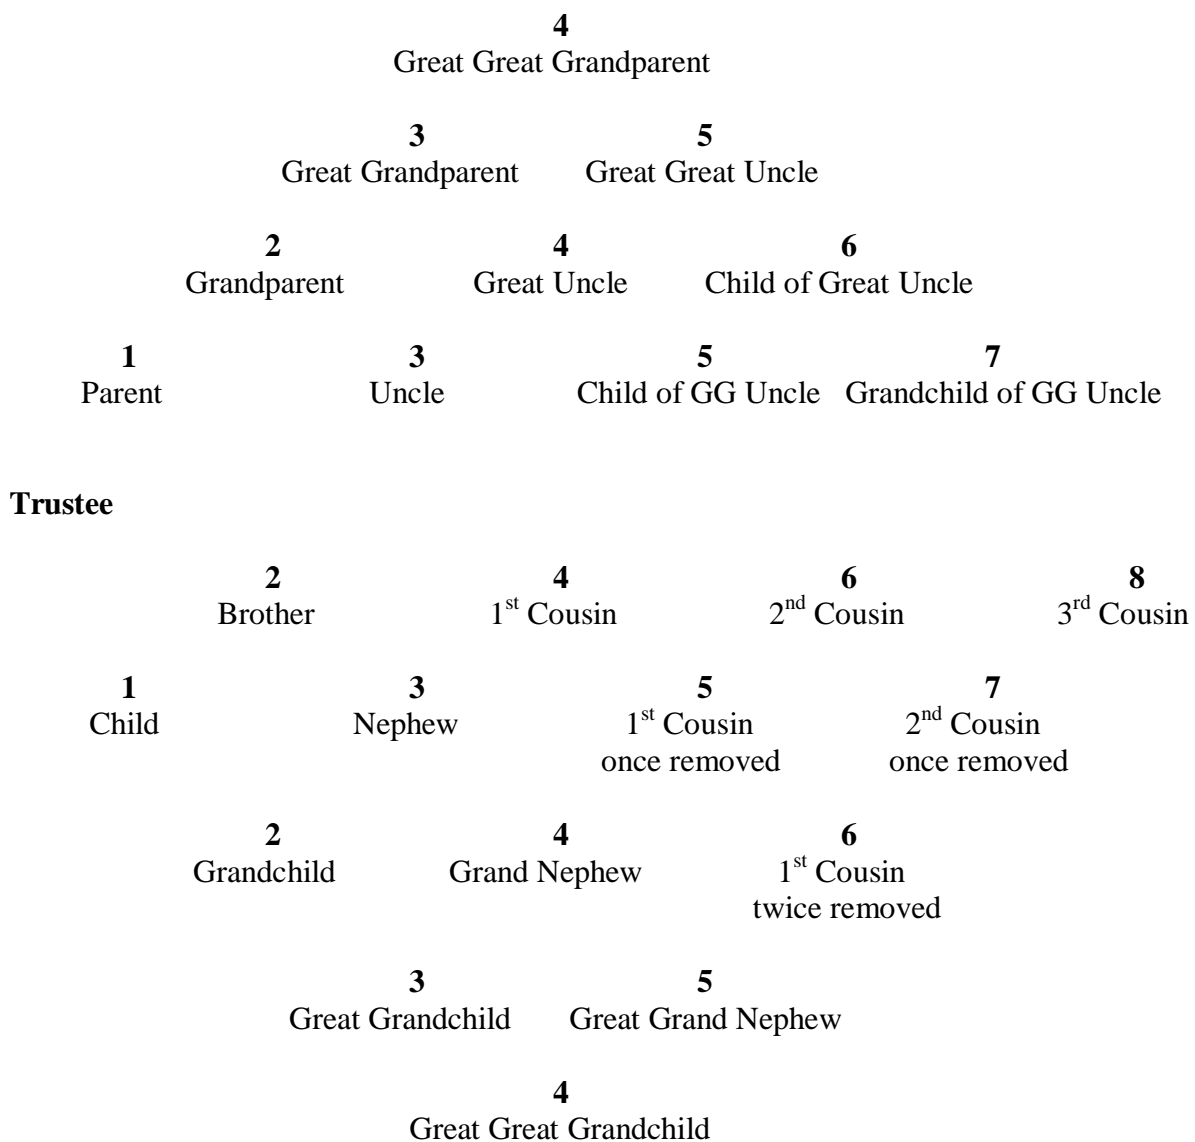 4
Great Great Grandparent
3 5
Great Grandparent Great Great Uncle
2 4 6
Grandparent Great Uncle Child of Great Uncle
1 3 5 7
Parent Uncle Child of GG Uncle Grandchild of GG Uncle
Trustee
2 4 6 8
Brother 1st Cousin 2nd Cousin 3rd Cousin
1 3 5 7
Child Nephew 1st Cousin 2nd Cousin
once removed once removed
2 4 6
Grandchild Grand Nephew 1st Cousin
twice removed
3 5
Great Grandchild Great Grand Nephew
4
Great Great Grandchild